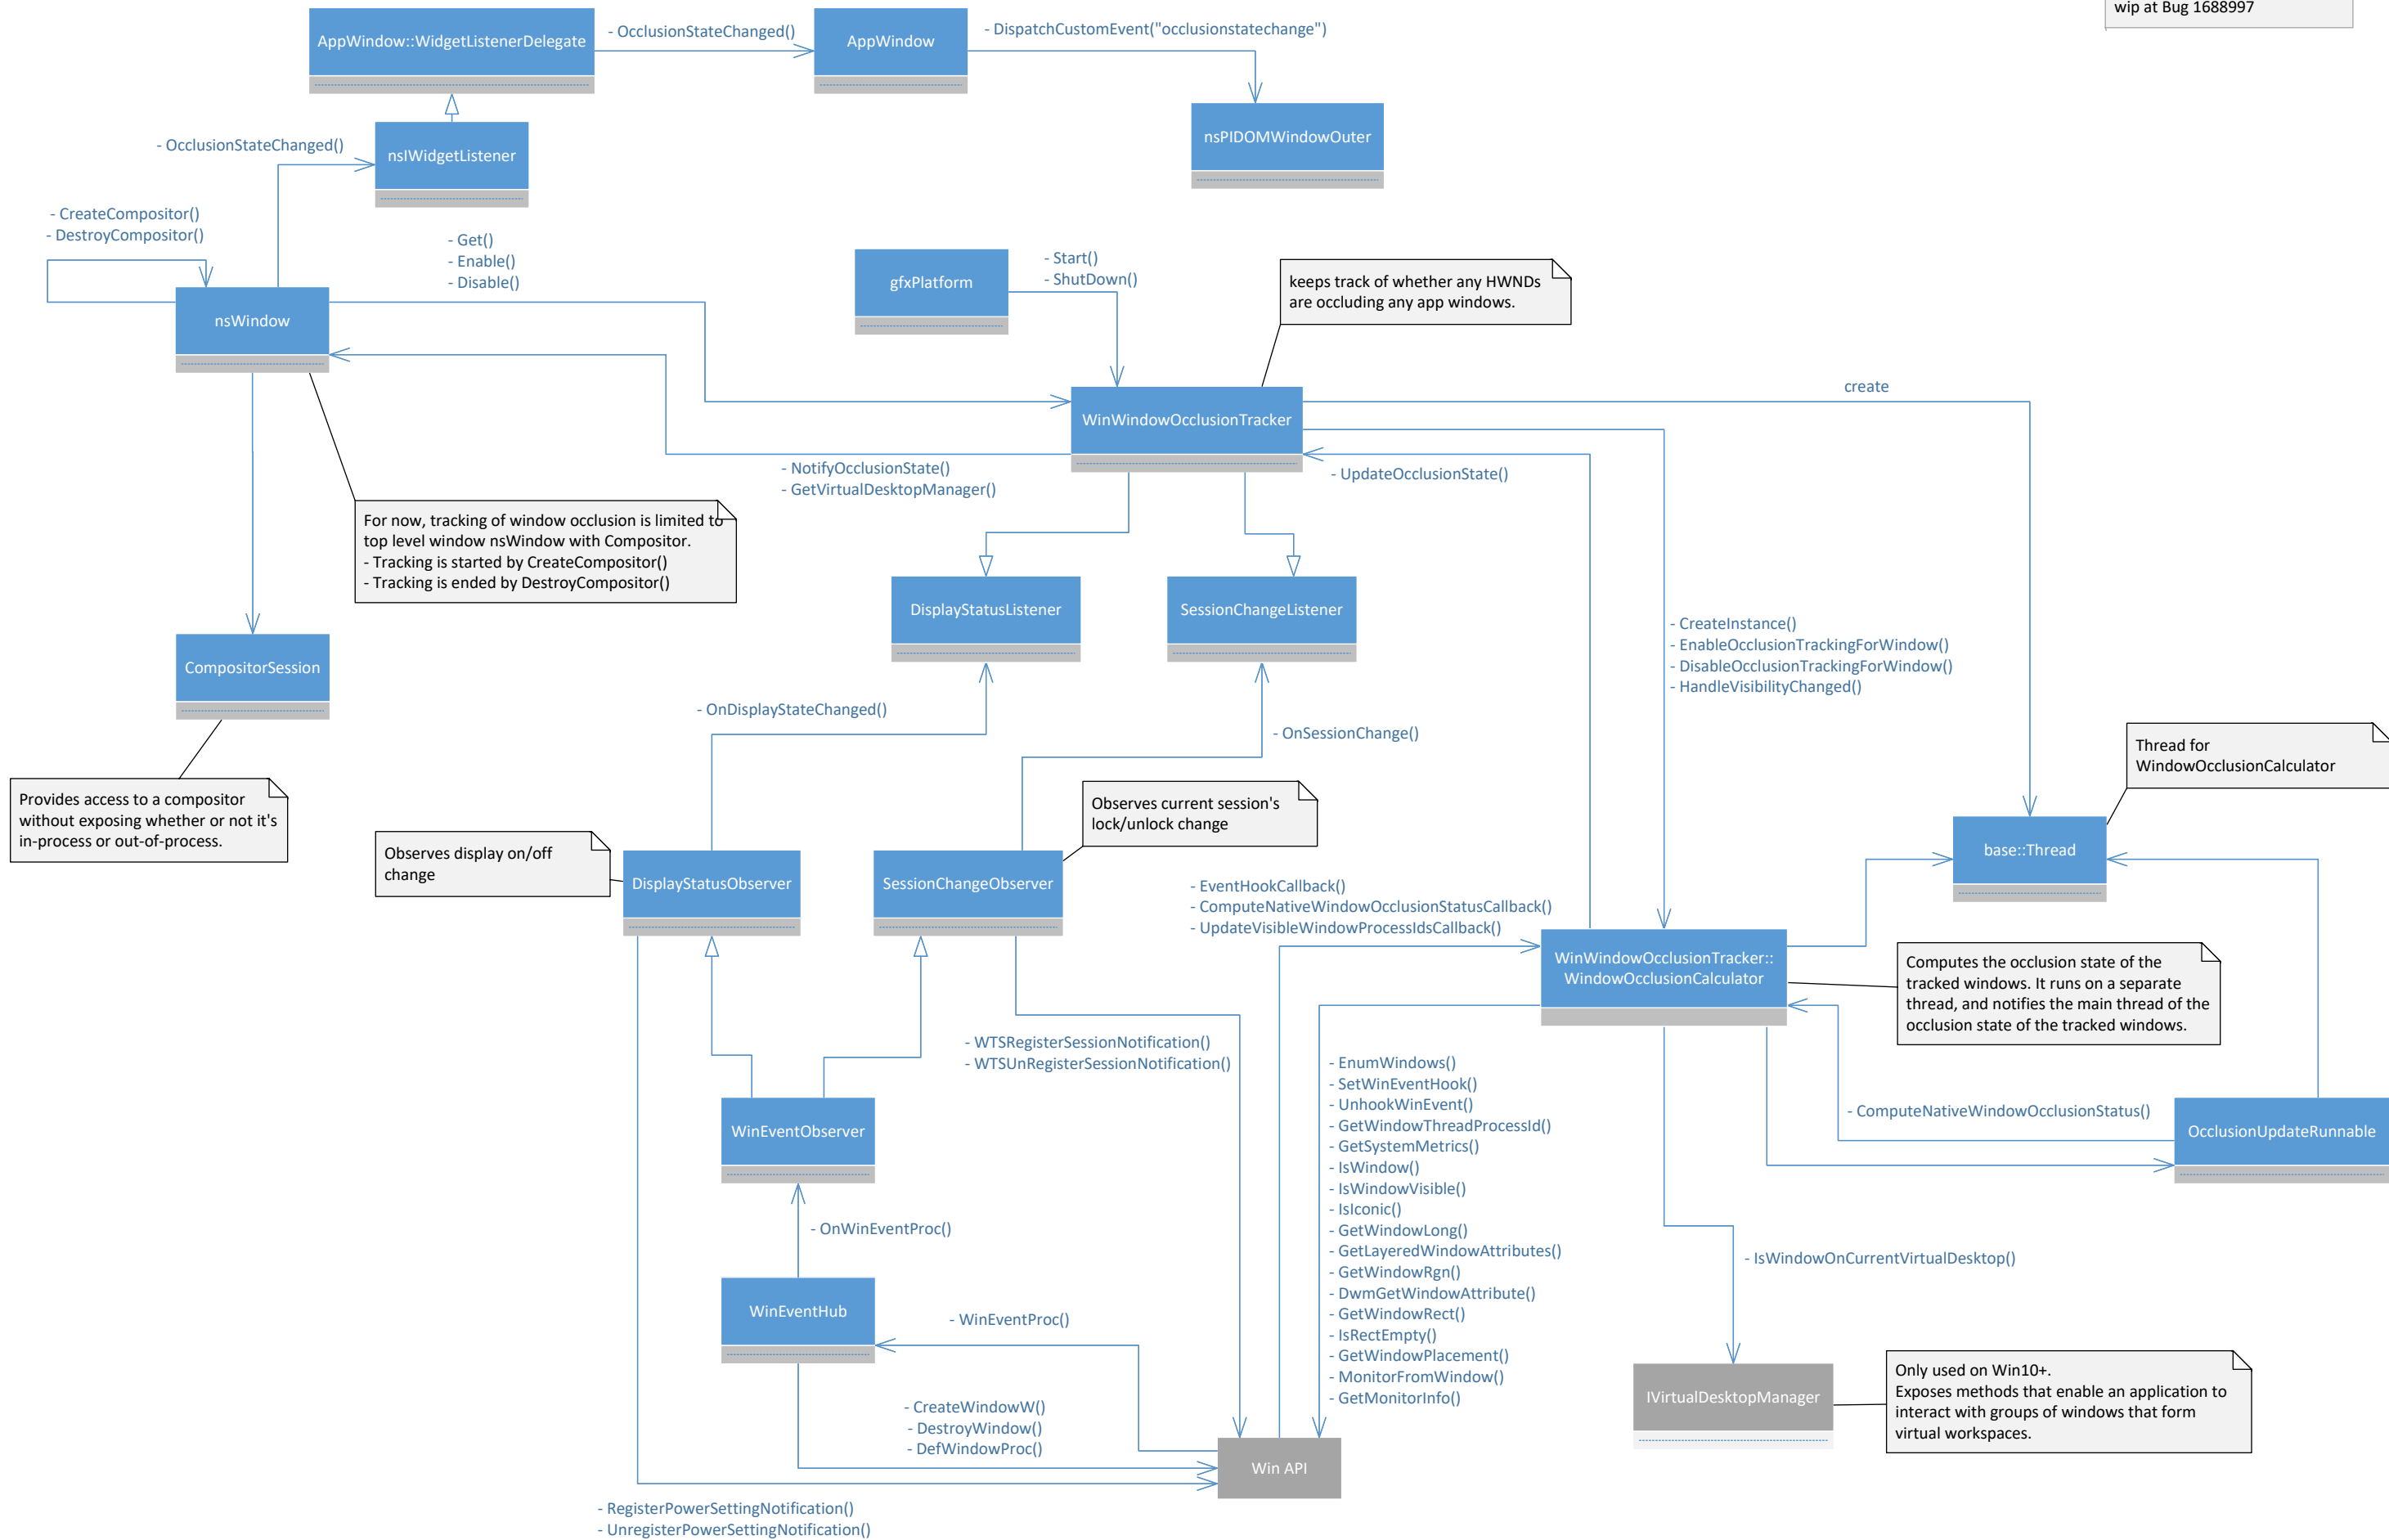 wip at Bug 1688997
AppWindow::WidgetListenerDelegate
- OcclusionStateChanged()
AppWindow
- DispatchCustomEvent("occlusionstatechange")
nsPIDOMWindowOuter
- OcclusionStateChanged()
nsIWidgetListener
- CreateCompositor()
- DestroyCompositor()
- Get()
- Enable()
- Disable()
nsWindow
gfxPlatform
- Start()
- ShutDown()
keeps track of whether any HWNDs
are occluding any app windows.
WinWindowOcclusionTracker
create
- NotifyOcclusionState()
- GetVirtualDesktopManager()
- UpdateOcclusionState()
For now, tracking of window occlusion is limited to
top level window nsWindow with Compositor.
- Tracking is started by CreateCompositor()
- Tracking is ended by DestroyCompositor()
DisplayStatusListener
SessionChangeListener
- CreateInstance()
- EnableOcclusionTrackingForWindow()
- DisableOcclusionTrackingForWindow()
- HandleVisibilityChanged()
CompositorSession
- OnDisplayStateChanged()
- OnSessionChange()
Thread for
WindowOcclusionCalculator
Provides access to a compositor
without exposing whether or not it's
in-process or out-of-process.
Observes current session's
lock/unlock change
Observes display on/off
change
DisplayStatusObserver
SessionChangeObserver
base::Thread
- EventHookCallback()
- ComputeNativeWindowOcclusionStatusCallback()
- UpdateVisibleWindowProcessIdsCallback()
WinWindowOcclusionTracker::
WindowOcclusionCalculator
Computes the occlusion state of the
tracked windows. It runs on a separate
thread, and notifies the main thread of the
occlusion state of the tracked windows.
- WTSRegisterSessionNotification()
- WTSUnRegisterSessionNotification()
- EnumWindows()
- SetWinEventHook()
- UnhookWinEvent()
- GetWindowThreadProcessId()
- GetSystemMetrics()
- IsWindow()
- IsWindowVisible()
- IsIconic()
- GetWindowLong()
- GetLayeredWindowAttributes()
- GetWindowRgn()
- DwmGetWindowAttribute()
- GetWindowRect()
- IsRectEmpty()
- GetWindowPlacement()
- MonitorFromWindow()
- GetMonitorInfo()
- ComputeNativeWindowOcclusionStatus()
OcclusionUpdateRunnable
WinEventObserver
- OnWinEventProc()
- IsWindowOnCurrentVirtualDesktop()
WinEventHub
- WinEventProc()
- CreateWindowW()
- DestroyWindow()
- DefWindowProc()
IVirtualDesktopManager
Only used on Win10+.
Exposes methods that enable an application to
interact with groups of windows that form
virtual workspaces.
Win API
- RegisterPowerSettingNotification()
- UnregisterPowerSettingNotification()